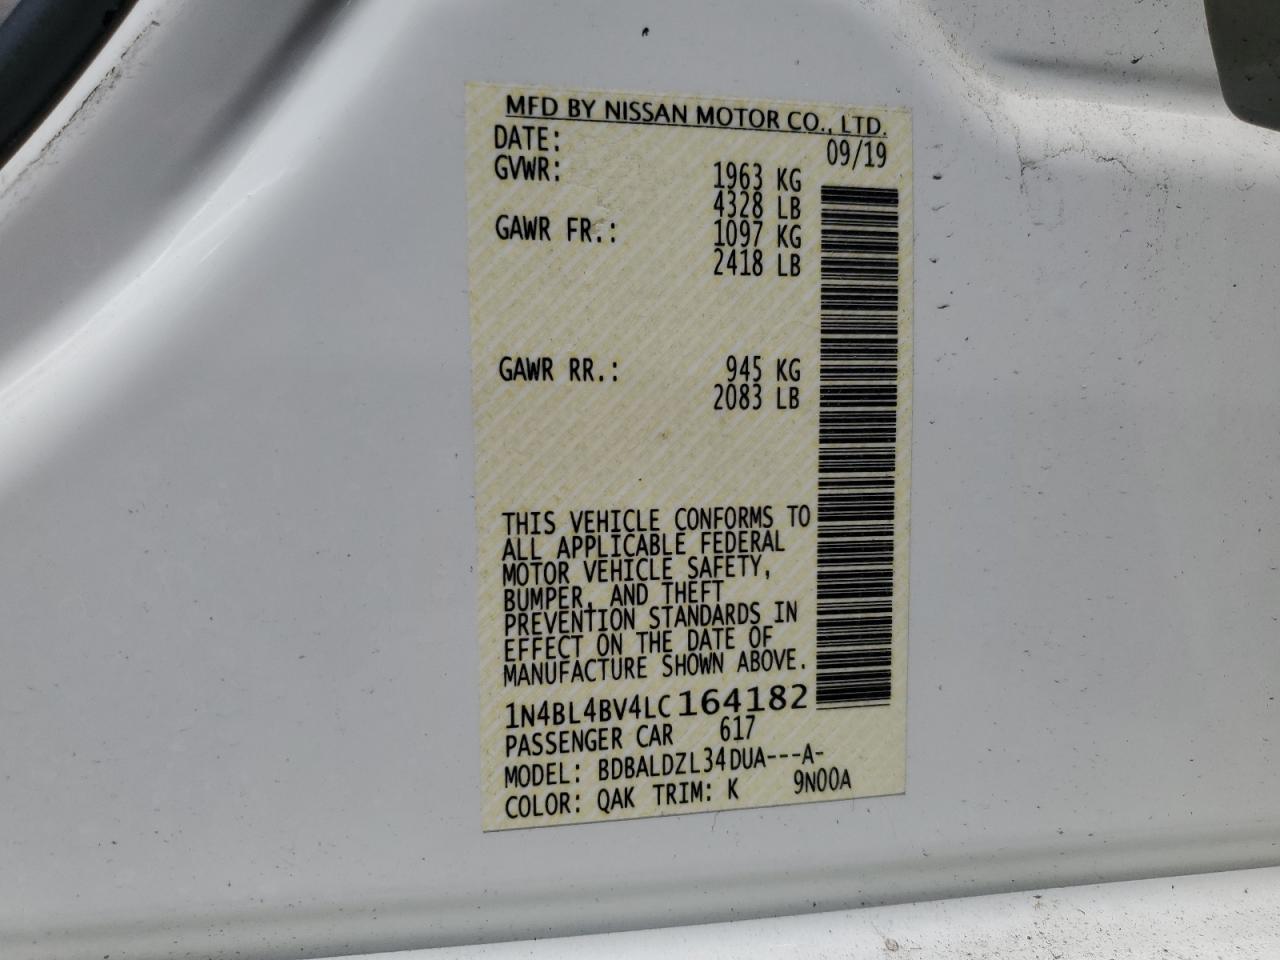 MFD BY NISSAN MOTOR CO., LTD.
DATE: 09/19
GVWR: 1963 KG
4328 LB
GAWR FR.: 1097 KG
2418 LB
GAWR RR.: 945 KG
2083 LB
THIS VEHICLE CONFORMS TO
ALL APPLICABLE FEDERAL
MOTOR VEHICLE SAFETY,
BUMPER, AND THEFT
PREVENTION STANDARDS IN
EFFECT ON THE DATE OF
MANUFACTURE SHOWN ABOVE.
1N4BL4BV4LC164182
PASSENGER CAR 617
MODEL: BDBALDZL34DUA---A-
COLOR: QAK TRIM: K 9N00A